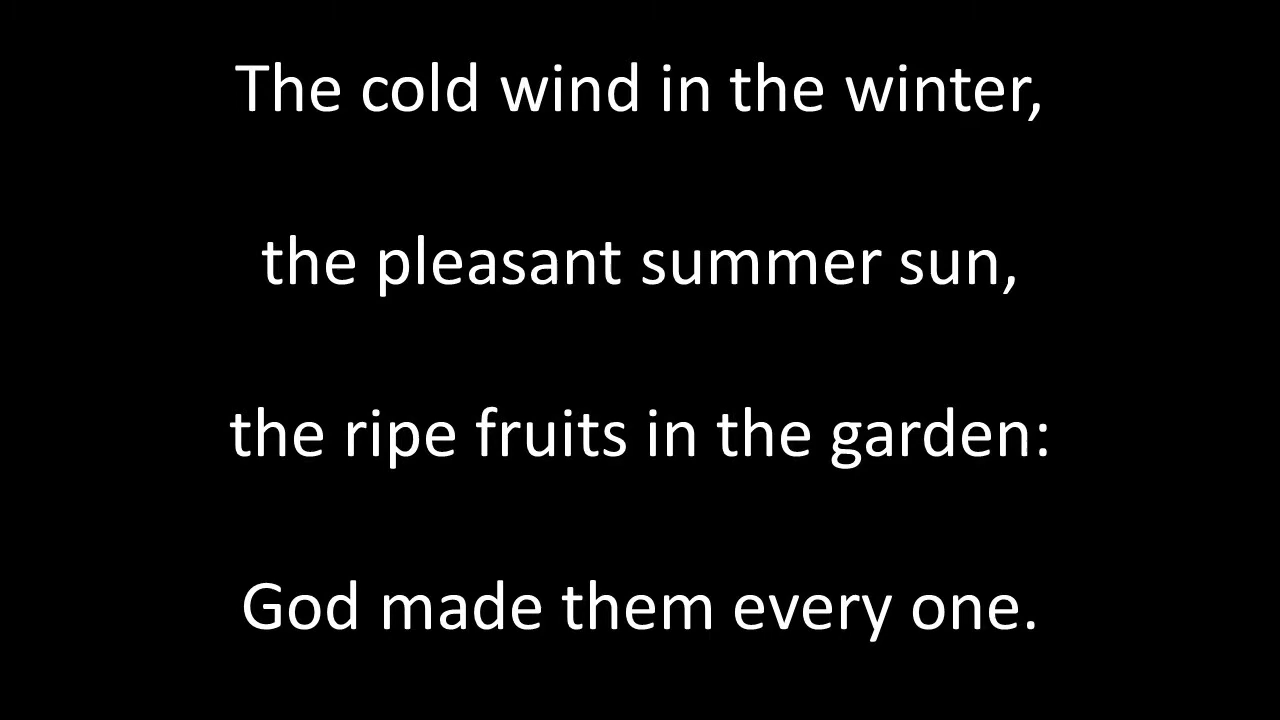 The cold wind in the winter,
the pleasant summer sun,
the ripe fruits in the garden:
God made them every one.